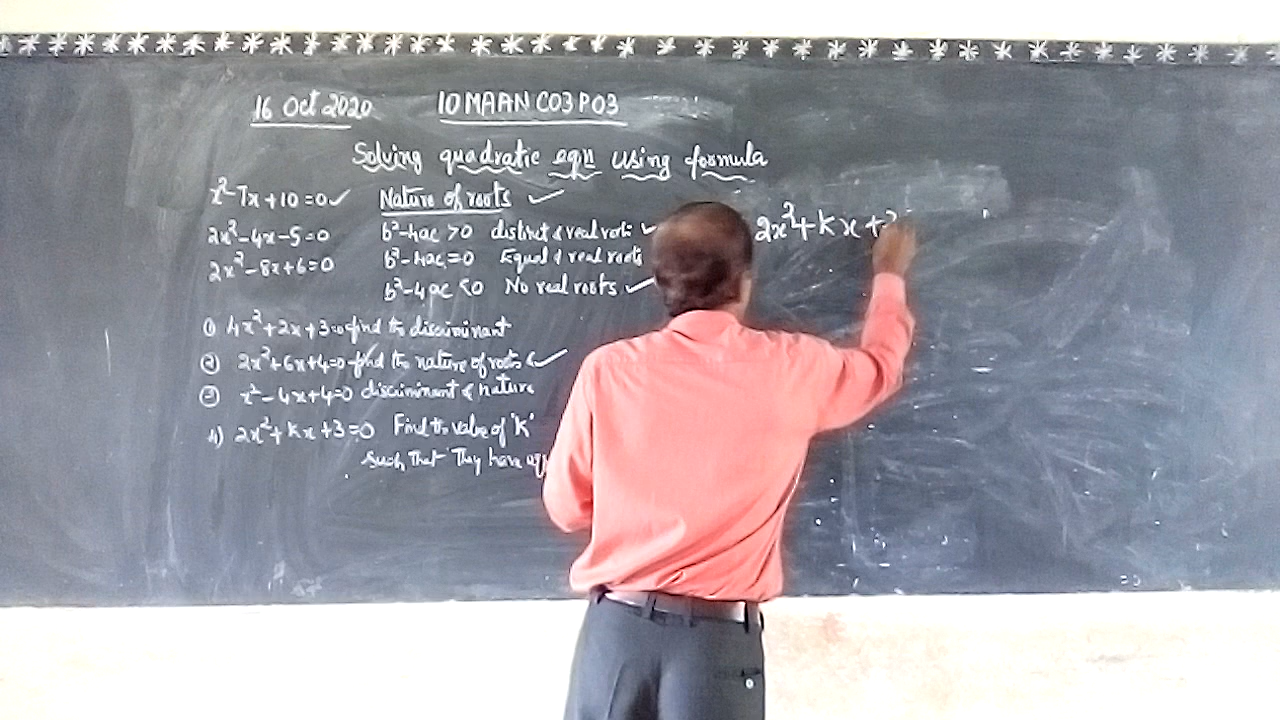 16 Oct 2020
10MAANC03P03
Solving quadratic eqn using formula
x²-7x+10=0 ✓
2x²-4x-5=0
2x²-8x+6=0
Nature of roots ✓
b²-4ac >0 distinct & real roots ✓
b²-4ac=0 Equal & real roots
b²-4ac <0 No real roots ✓
1) 4x²+2x+3=0 find the discriminant
2) 2x²+6x+4=0 find the nature of roots ✓
3) x²-4x+4=0 discriminant & nature
4) 2x²+kx+3=0 Find the value of 'k'
such that They have
2x²+kx+3